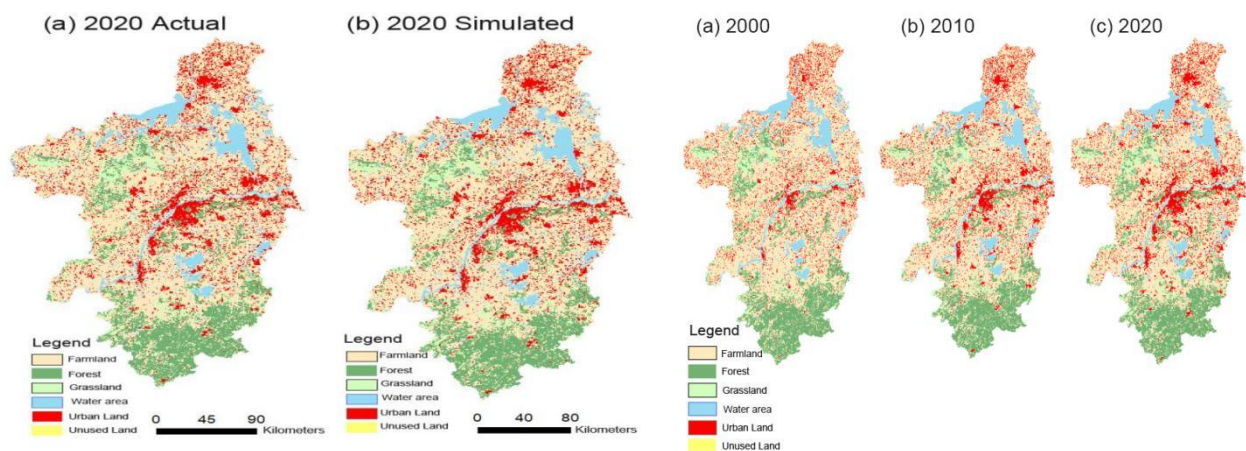 (a) 2020 Actual
Legend
Farmland
Forest
Grassland
Water area
Urban Land
Unused Land
0 45 90
Kilometers
(b) 2020 Simulated
Legend
Farmland
Forest
Grassland
Water area
Urban Land
Unused Land
0 40 80
Kilometers
(a) 2000
(b) 2010
(c) 2020
Legend
Farmland
Forest
Grassland
Water area
Urban Land
Unused Land